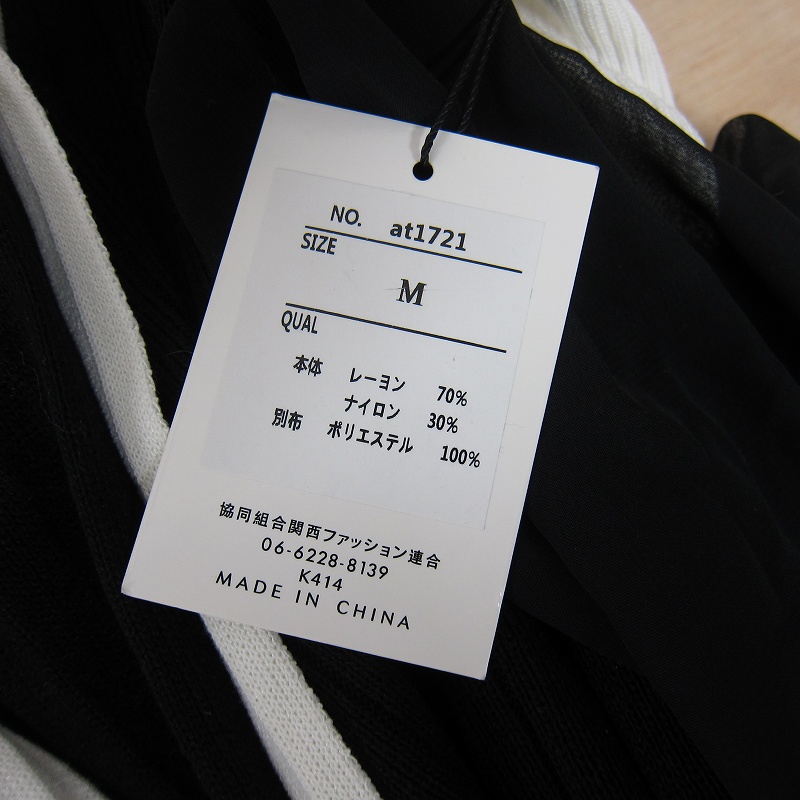 NO. at1721
SIZE
M
QUAL
本体 レーヨン 70%
ナイロン 30%
別布 ポリエステル 100%
協同組合関西ファッション連合
06-6228-8139
K414
MADE IN CHINA